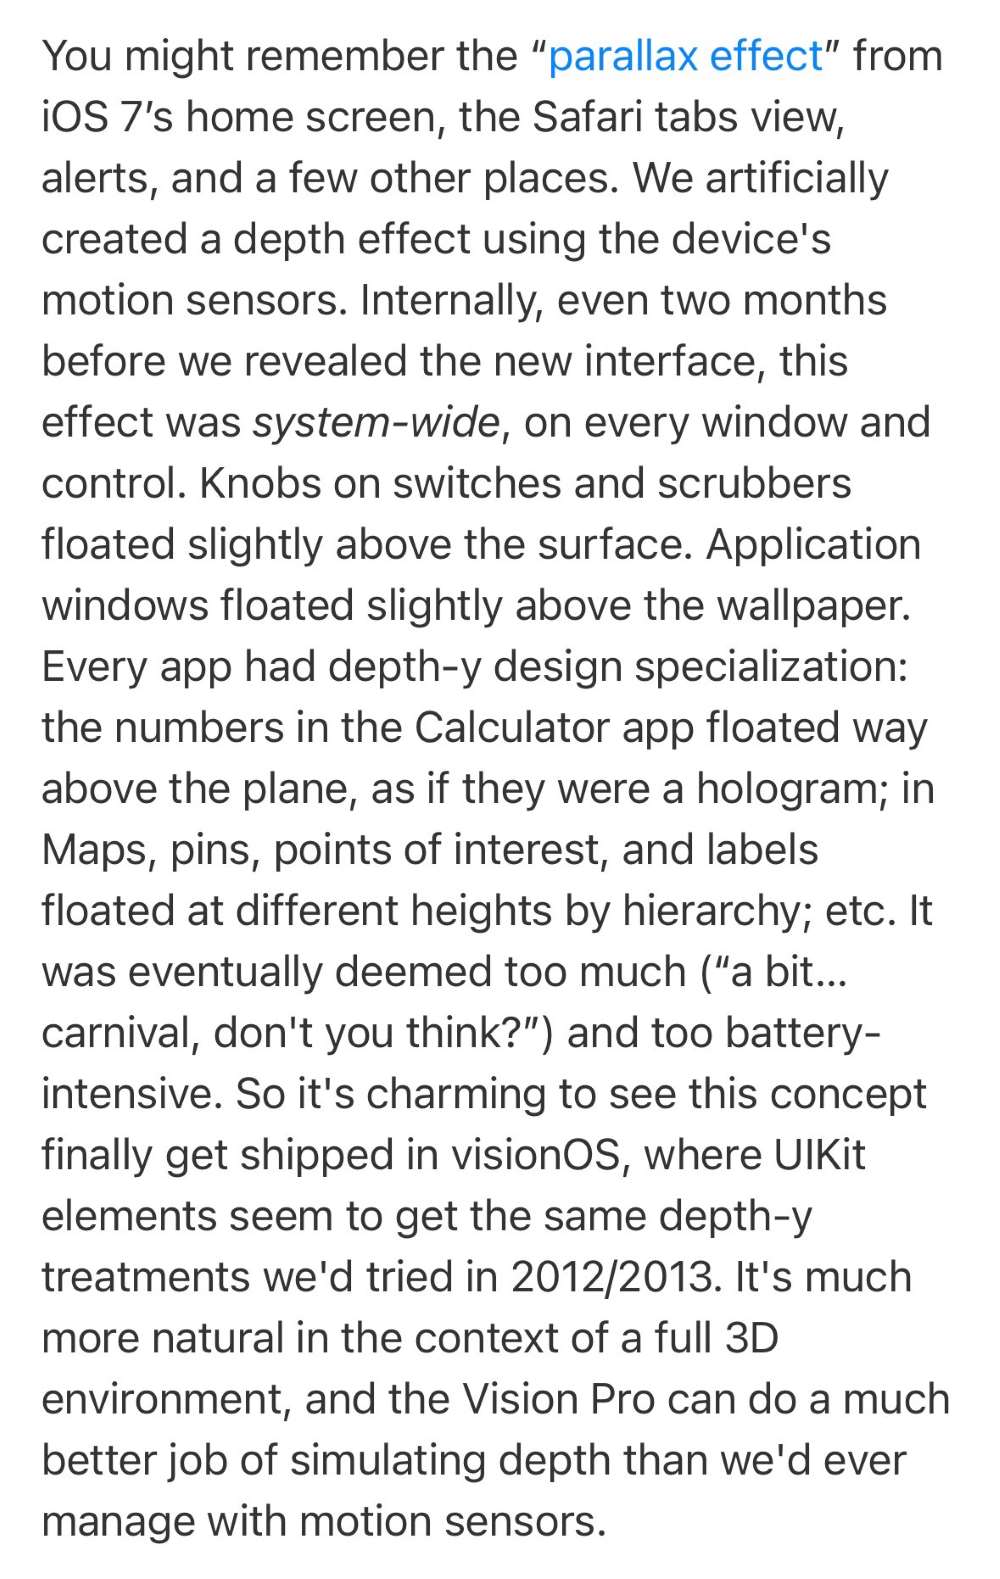 You might remember the “parallax effect” from
iOS 7’s home screen, the Safari tabs view,
alerts, and a few other places. We artificially
created a depth effect using the device's
motion sensors. Internally, even two months
before we revealed the new interface, this
effect was system-wide, on every window and
control. Knobs on switches and scrubbers
floated slightly above the surface. Application
windows floated slightly above the wallpaper.
Every app had depth-y design specialization:
the numbers in the Calculator app floated way
above the plane, as if they were a hologram; in
Maps, pins, points of interest, and labels
floated at different heights by hierarchy; etc. It
was eventually deemed too much (“a bit…
carnival, don't you think?”) and too battery-
intensive. So it's charming to see this concept
finally get shipped in visionOS, where UIKit
elements seem to get the same depth-y
treatments we'd tried in 2012/2013. It's much
more natural in the context of a full 3D
environment, and the Vision Pro can do a much
better job of simulating depth than we'd ever
manage with motion sensors.